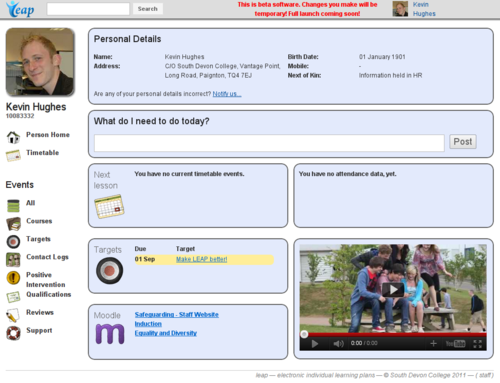 Leap
Search
This is beta software. Changes you make will be
temporary! Full launch coming soon!
Kevin
Hughes
Kevin Hughes
10083332
Person Home
Timetable
Events
All
Courses
Targets
Contact Logs
Positive
Intervention
Qualifications
Reviews
Support
Personal Details
Name: Kevin Hughes Birth Date: 01 January 1901
Address: C/O South Devon College, Vantage Point, Mobile: -
Long Road, Paignton, TQ4 7EJ Next of Kin: Information held in HR
Are any of your personal details incorrect? Notify us...
What do I need to do today?
Post
Next
lesson
You have no current timetable events.
You have no attendance data, yet.
Targets
Due Target
01 Sep Make LEAP better!
Moodle
Safeguarding - Staff Website
Induction
Equality and Diversity
0:00 / 0:00
leap — electronic individual learning plans — © South Devon College 2011 — ( staff )